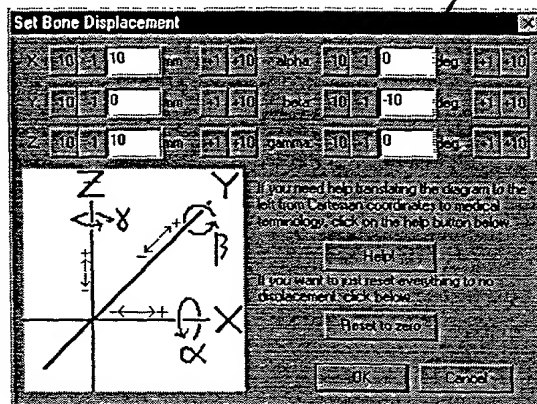 Set Bone Displacement
X: -10 -1 10 mm +1 +10 alpha: -10 -1 0 deg +1 +10
Y: -10 -1 0 mm +1 +10 beta: -10 -1 -10 deg +1 +10
Z: -10 -1 10 mm +1 +10 gamma: -10 -1 0 deg +1 +10
Z Y
γ
β
- + X
α
If you need help translating the diagram to the
left from Cartesian coordinates to medical
terminology, click on the help button below.
Help!
If you want to just reset everything to no
displacement, click below.
Reset to zero
OK Cancel